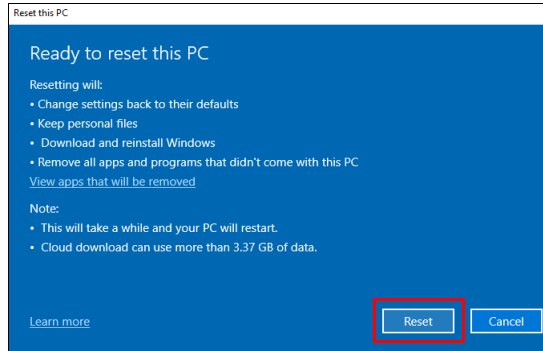 Reset this PC
Ready to reset this PC
Resetting will:
• Change settings back to their defaults
• Keep personal files
• Download and reinstall Windows
• Remove all apps and programs that didn't come with this PC
View apps that will be removed
Note:
• This will take a while and your PC will restart.
• Cloud download can use more than 3.37 GB of data.
Learn more
Reset
Cancel